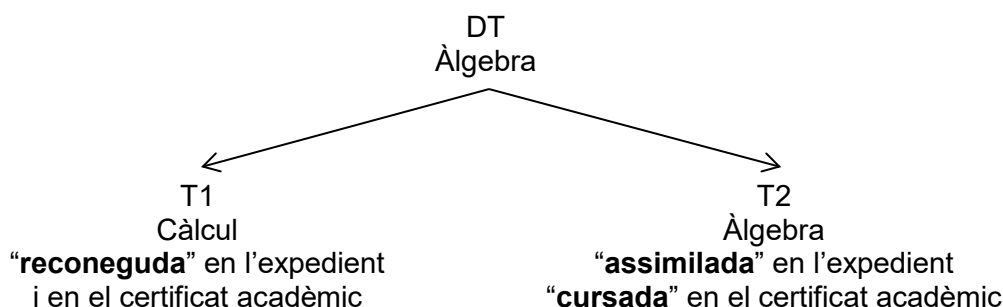 DT
Àlgebra
T1
Càlcul
“reconeguda” en l’expedient
i en el certificat acadèmic
T2
Àlgebra
“assimilada” en l’expedient
“cursada” en el certificat acadèmic